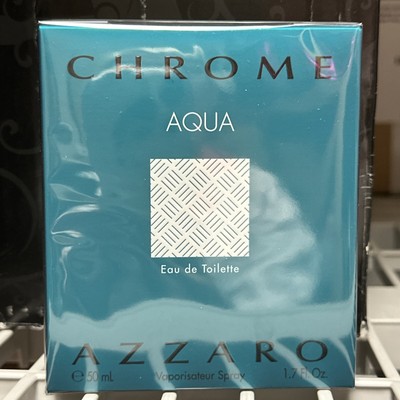 CHROME
AQUA
Eau de Toilette
AZZARO
℮ 50 mL Vaporisateur Spray 1.7 Fl. Oz.